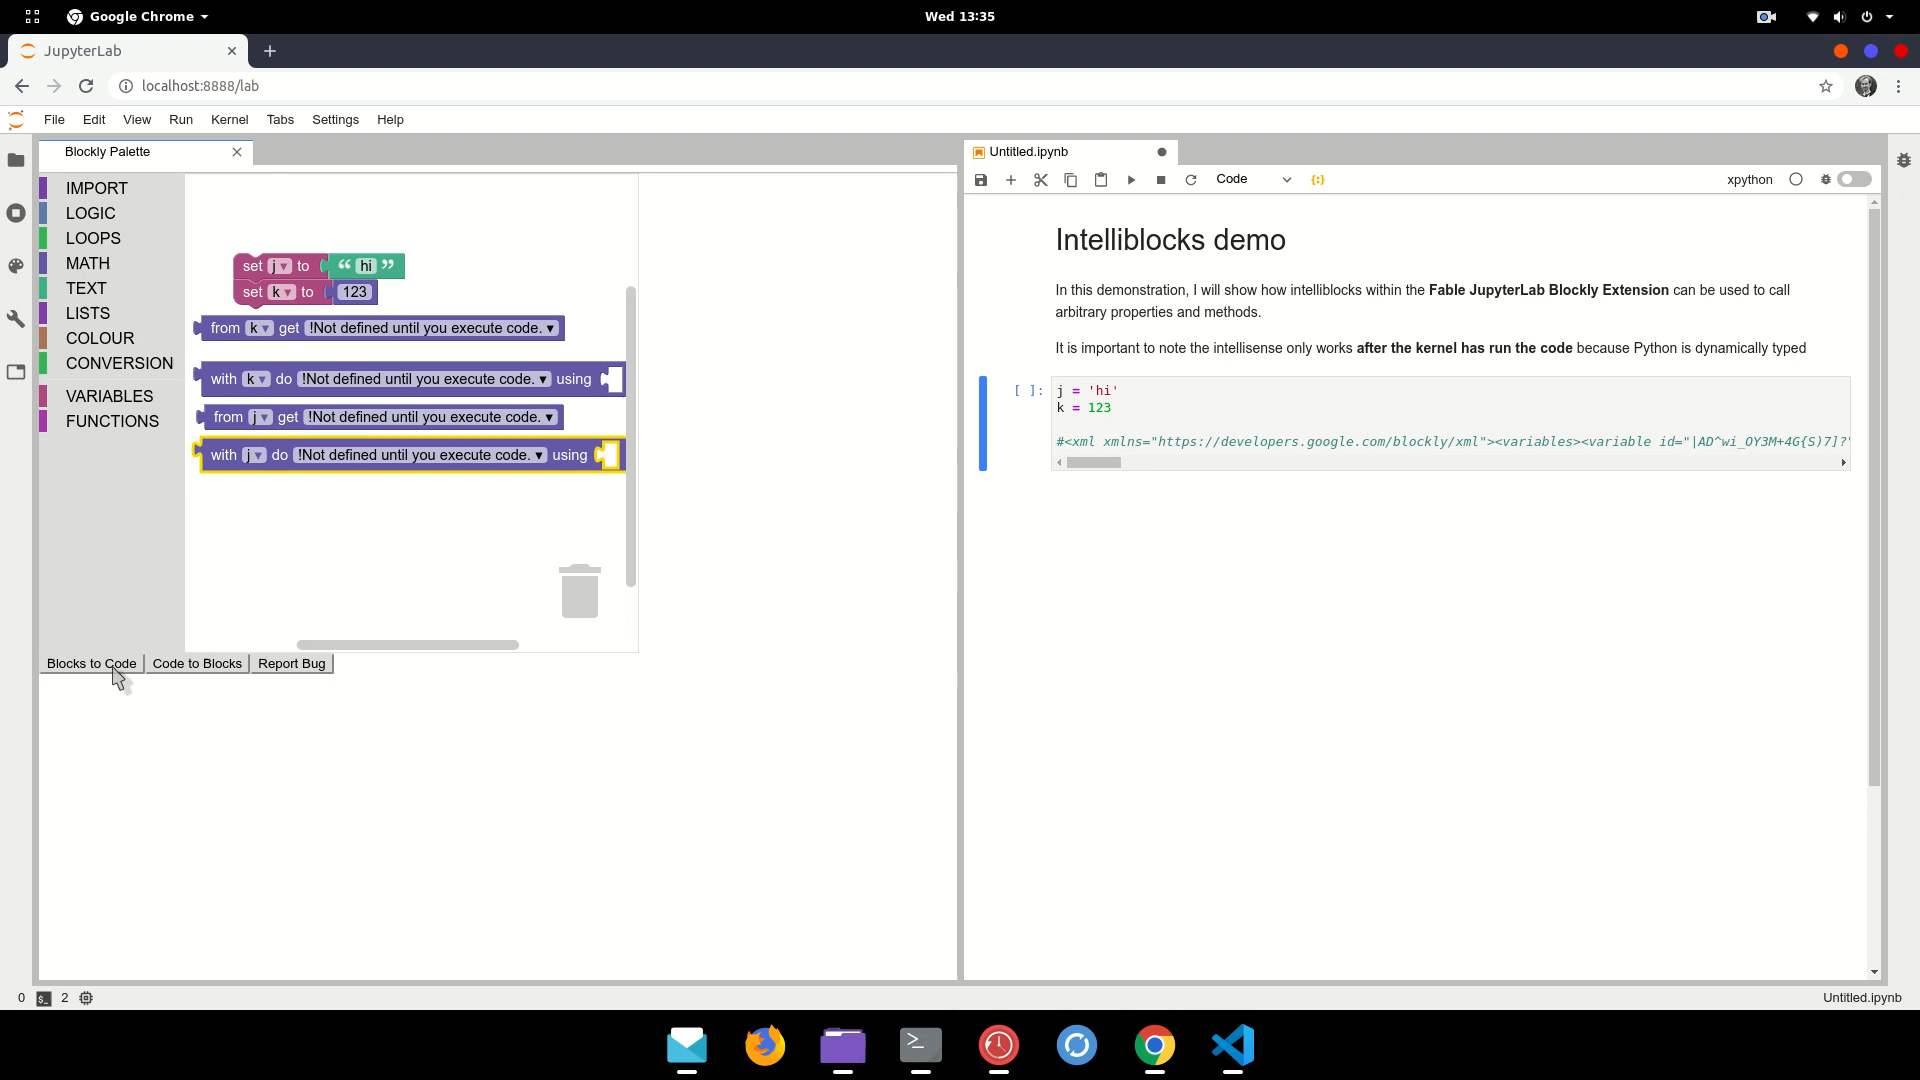 Google Chrome
Wed 13:35
JupyterLab
localhost:8888/lab
File Edit View Run Kernel Tabs Settings Help
Blockly Palette
IMPORT
LOGIC
LOOPS
MATH
TEXT
LISTS
COLOUR
CONVERSION
VARIABLES
FUNCTIONS
set j to “ hi ”
set k to 123
from k get !Not defined until you execute code.
with k do !Not defined until you execute code. using
from j get !Not defined until you execute code.
with j do !Not defined until you execute code. using
Blocks to Code Code to Blocks Report Bug
Untitled.ipynb
Code
xpython
Intelliblocks demo
In this demonstration, I will show how intelliblocks within the Fable JupyterLab Blockly Extension can be used to call
arbitrary properties and methods.
It is important to note the intellisense only works after the kernel has run the code because Python is dynamically typed
[ ]: j = 'hi'
k = 123
#<xml xmlns="https://developers.google.com/blockly/xml"><variables><variable id="|AD^wi_OY3M+4G{S)7]?'
0 $_ 2
Untitled.ipynb